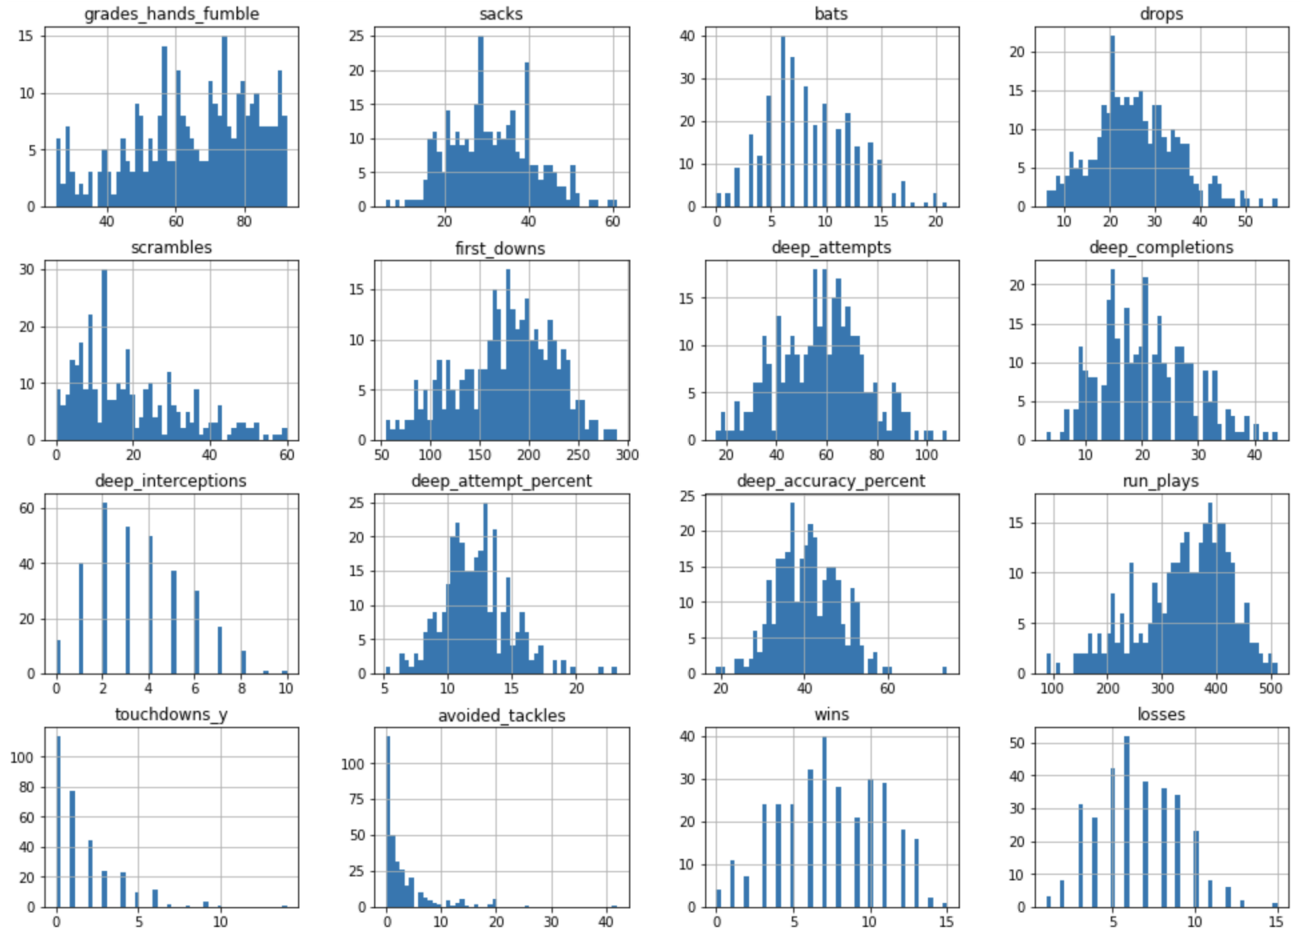 grades_hands_fumble sacks bats drops
15 10 5 0 40 60 80
25 20 15 10 5 0 20 40 60
40 30 20 10 0 0 5 10 15 20
20 15 10 5 0 10 20 30 40 50
scrambles first_downs deep_attempts deep_completions
30 20 10 0 0 20 40 60
15 10 5 0 50 100 150 200 250 300
15 10 5 0 20 40 60 80 100
20 15 10 5 0 10 20 30 40
deep_interceptions deep_attempt_percent deep_accuracy_percent run_plays
60 40 20 0 0 2 4 6 8 10
25 20 15 10 5 0 5 10 15 20
25 20 15 10 5 0 20 40 60
15 10 5 0 100 200 300 400 500
touchdowns_y avoided_tackles wins losses
100 80 60 40 20 0 0 5 10
100 75 50 25 0 0 10 20 30 40
40 30 20 10 0 0 5 10 15
50 40 30 20 10 0 5 10 15